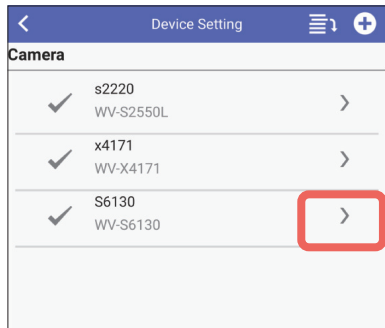 Device Setting
Camera
s2220
WV-S2550L
x4171
WV-X4171
S6130
WV-S6130